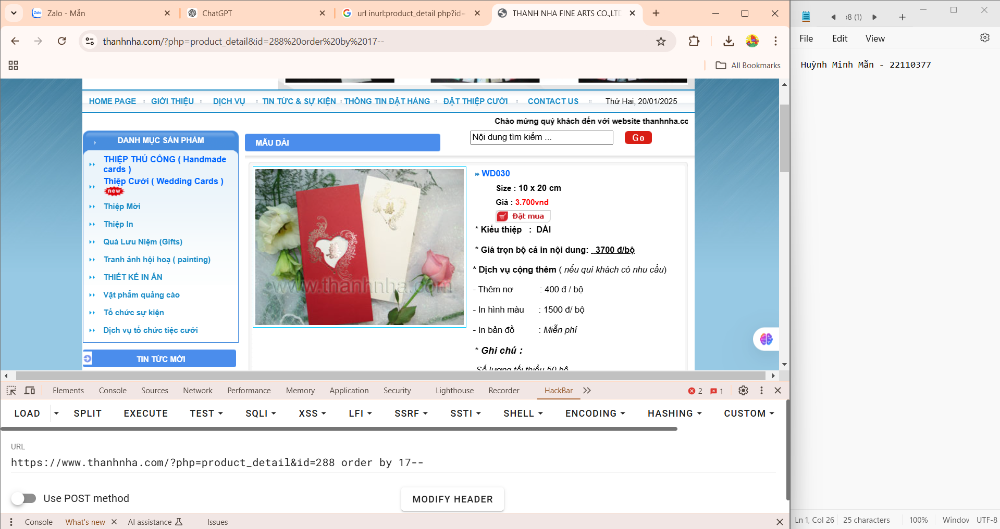 Zalo - Mẫn
ChatGPT
url inurl:product_detail php?id=
THANH NHA FINE ARTS CO.,LTD
thanhnha.com/?php=product_detail&id=288%20order%20by%2017--
All Bookmarks
HOME PAGE
GIỚI THIỆU
DỊCH VỤ
TIN TỨC & SỰ KIỆN
THÔNG TIN ĐẶT HÀNG
ĐẶT THIỆP CƯỚI
CONTACT US
Thứ Hai, 20/01/2025
Chào mừng quý khách đến với website thanhnha.co
DANH MỤC SẢN PHẨM
THIỆP THỦ CÔNG ( Handmade
cards )
Thiệp Cưới ( Wedding Cards )
new
Thiệp Mời
Thiệp In
Quà Lưu Niệm (Gifts)
Tranh ảnh hội hoạ ( painting)
THIẾT KẾ IN ẤN
Vật phẩm quảng cáo
Tổ chức sự kiện
Dịch vụ tổ chức tiệc cưới
TIN TỨC MỚI
MẪU DÀI
Nội dung tìm kiếm ...
Go
www.thanhnha.com
WD030
Size : 10 x 20 cm
Giá : 3.700vnđ
Đặt mua
* Kiểu thiệp : DÀI
* Giá trọn bộ cả in nội dung: 3700 đ/bộ
* Dịch vụ cộng thêm ( nếu quí khách có nhu cầu)
- Thêm nơ : 400 đ / bộ
- In hình màu : 1500 đ/ bộ
- In bản đồ : Miễn phí
* Ghi chú :
Số lượng tối thiểu 50 bộ
Elements
Console
Sources
Network
Performance
Memory
Application
Security
Lighthouse
Recorder
HackBar
2
1
LOAD
SPLIT
EXECUTE
TEST
SQLI
XSS
LFI
SSRF
SSTI
SHELL
ENCODING
HASHING
CUSTOM
URL
https://www.thanhnha.com/?php=product_detail&id=288 order by 17--
Use POST method
MODIFY HEADER
Console
What's new
AI assistance
Issues
8 (1)
File
Edit
View
Huỳnh Minh Mẫn - 22110377
Ln 1, Col 26
25 characters
100%
Window
UTF-8